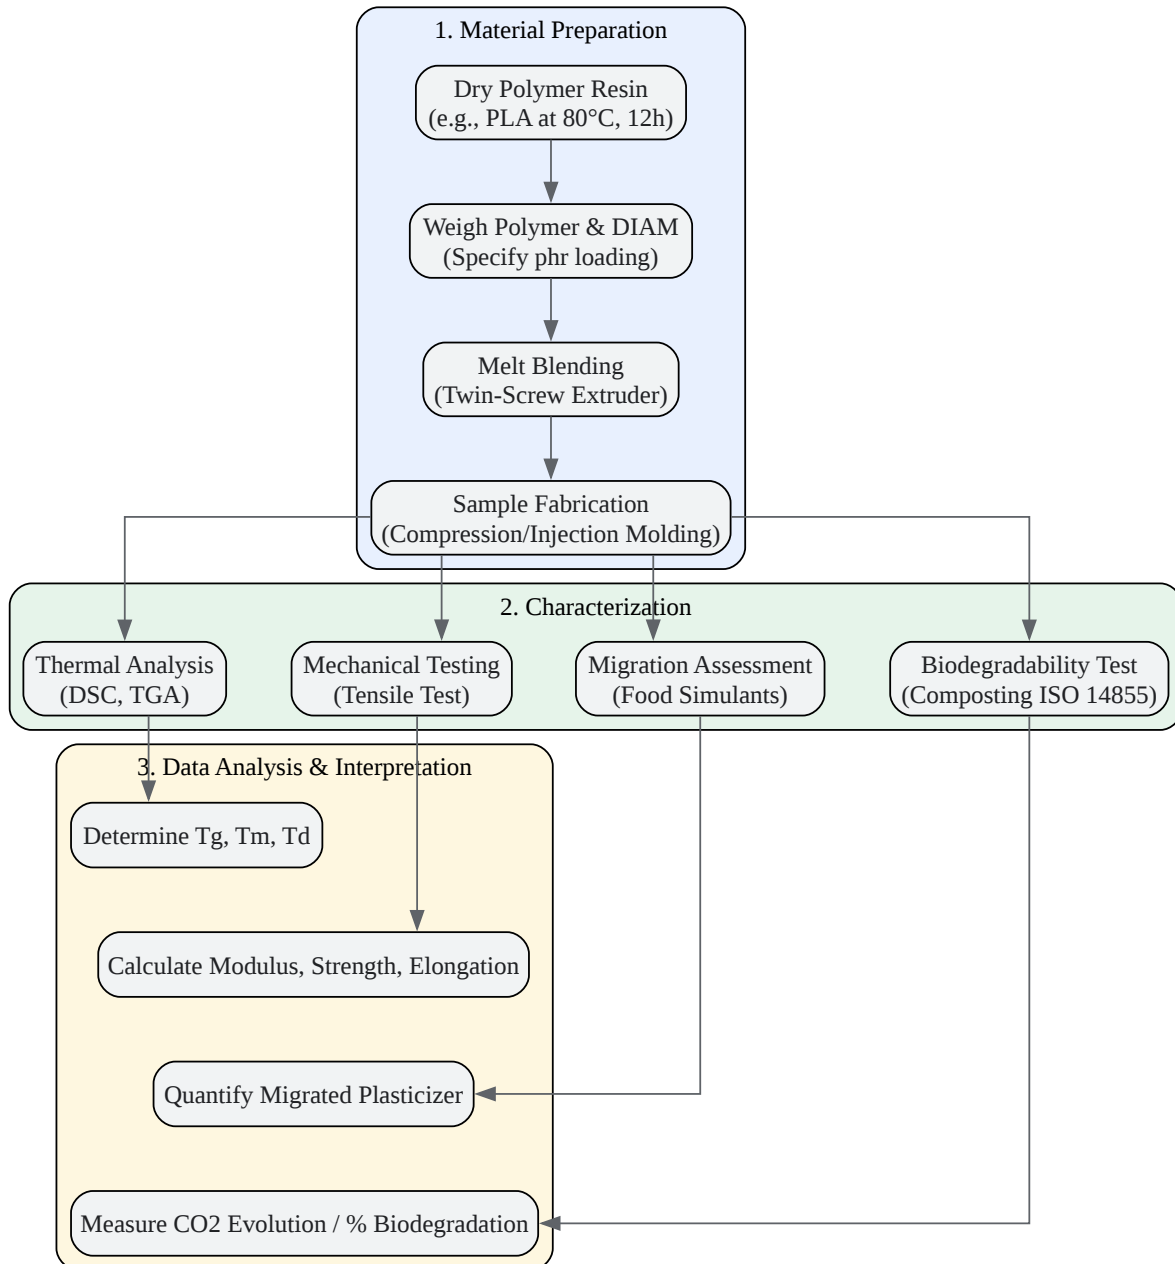 1. Material Preparation
Dry Polymer Resin
(e.g., PLA at 80°C, 12h)
Weigh Polymer & DIAM
(Specify phr loading)
Melt Blending
(Twin-Screw Extruder)
Sample Fabrication
(Compression/Injection Molding)
2. Characterization
Thermal Analysis
(DSC, TGA)
Mechanical Testing
(Tensile Test)
Migration Assessment
(Food Simulants)
Biodegradability Test
(Composting ISO 14855)
3. Data Analysis & Interpretation
Determine Tg, Tm, Td
Calculate Modulus, Strength, Elongation
Quantify Migrated Plasticizer
Measure CO2 Evolution / % Biodegradation